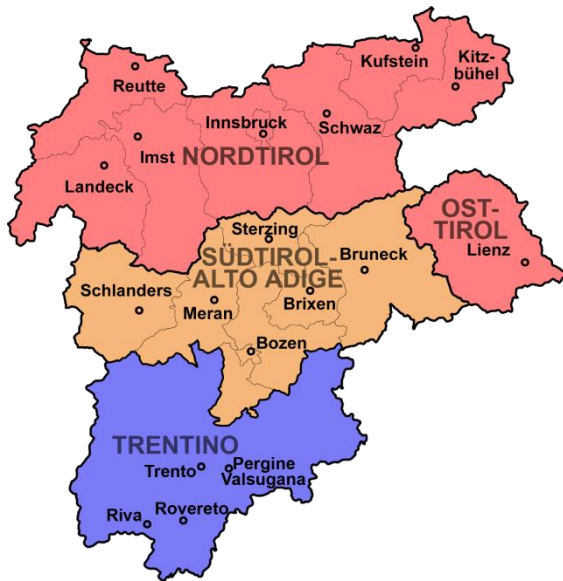 Kufstein
Kitz-
bühel
Reutte
Innsbruck
Schwaz
Imst
NORDTIROL
Landeck
OST-
TIROL
Lienz
Sterzing
SÜDTIROL-
ALTO ADIGE
Bruneck
Schlanders
Meran
Brixen
Bozen
TRENTINO
Trento
Pergine
Valsugana
Riva
Rovereto